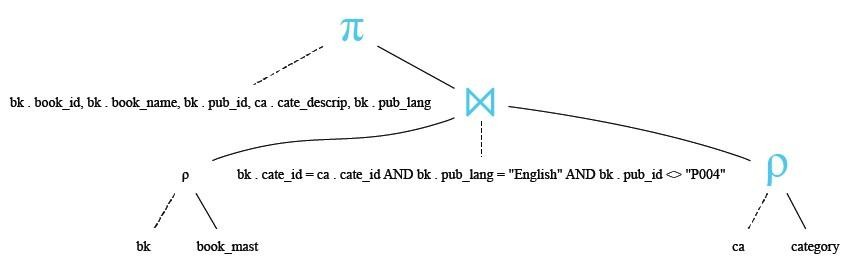 π
bk . book_id, bk . book_name, bk . pub_id, ca . cate_descrip, bk . pub_lang
⋈
ρ
bk . cate_id = ca . cate_id AND bk . pub_lang = "English" AND bk . pub_id <> "P004"
ρ
bk
book_mast
ca
category